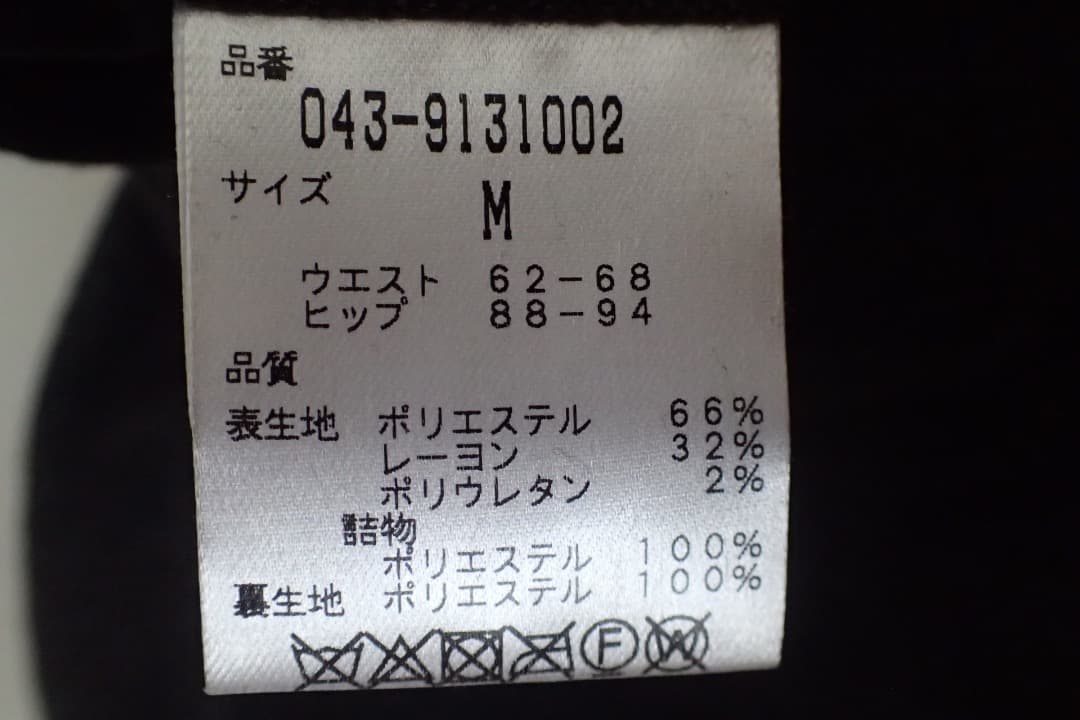 品番
043-9131002
サイズ
M
ウエスト 62-68
ヒップ 88-94
品質
表生地 ポリエステル 66%
レーヨン 32%
ポリウレタン 2%
詰物
ポリエステル 100%
裏生地 ポリエステル 100%
F W